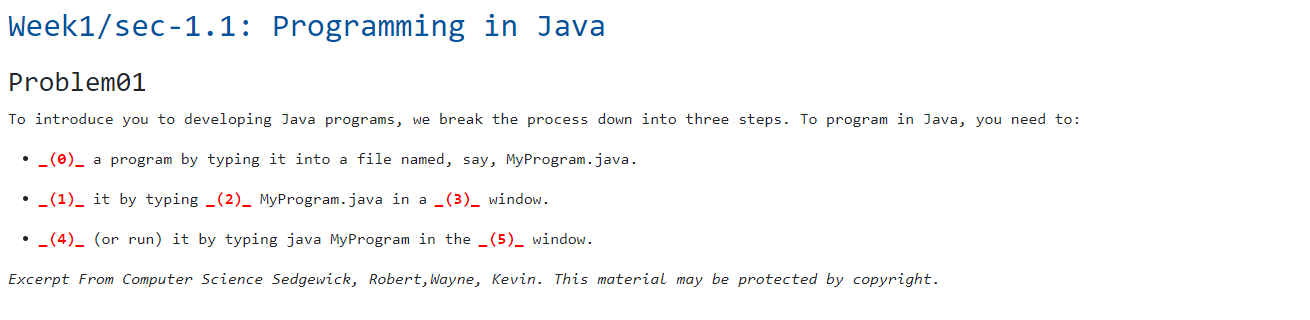 Week1/sec-1.1: Programming in Java
Problem01
To introduce you to developing Java programs, we break the process down into three steps. To program in Java, you need to:
• _(0)_ a program by typing it into a file named, say, MyProgram.java.
• _(1)_ it by typing _(2)_ MyProgram.java in a _(3)_ window.
• _(4)_ (or run) it by typing java MyProgram in the _(5)_ window.
Excerpt From Computer Science Sedgewick, Robert,Wayne, Kevin. This material may be protected by copyright.